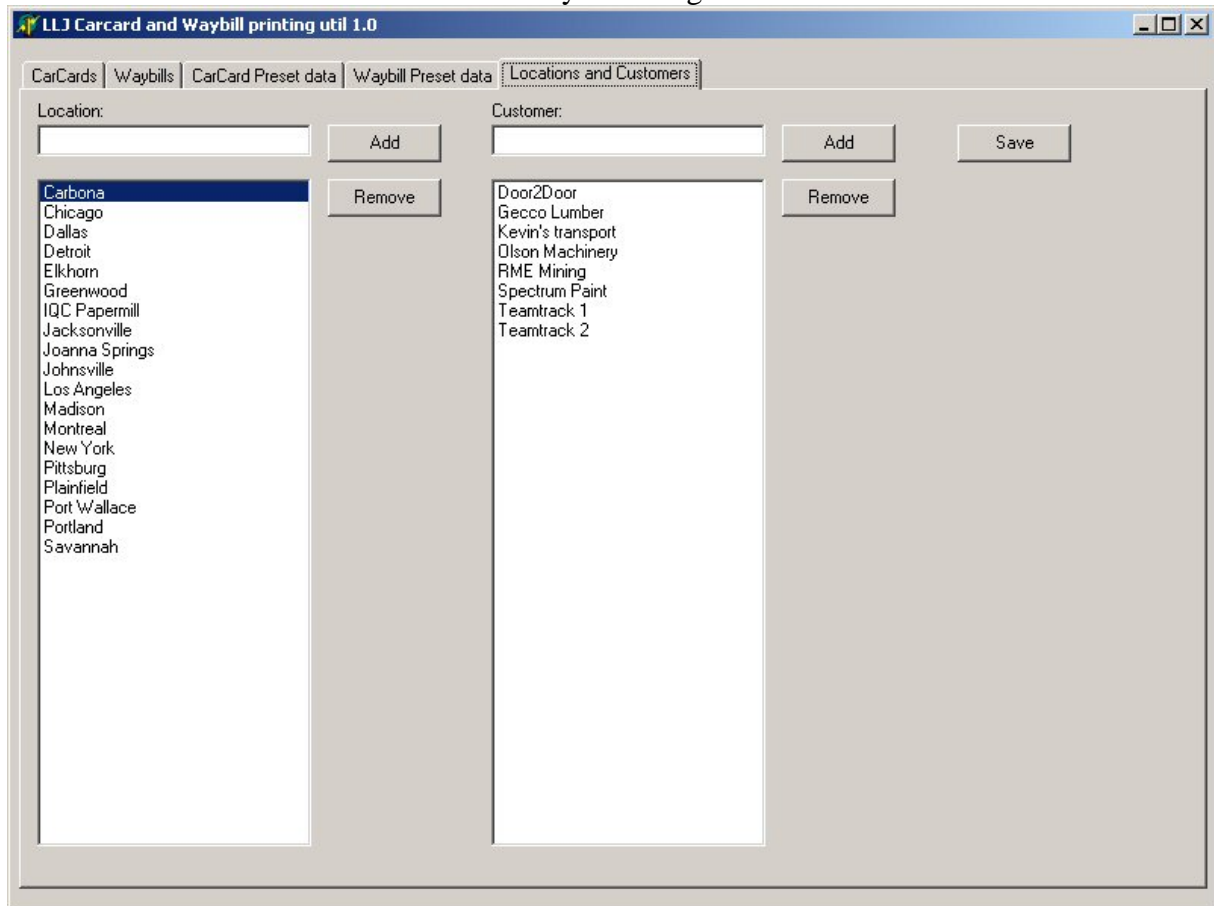 LLJ Carcard and Waybill printing util 1.0
CarCards Waybills CarCard Preset data Waybill Preset data Locations and Customers
Location: Customer:
Add Add Save
Remove Remove
Carbona
Chicago
Dallas
Detroit
Elkhorn
Greenwood
IQC Papermill
Jacksonville
Joanna Springs
Johnsville
Los Angeles
Madison
Montreal
New York
Pittsburg
Plainfield
Port Wallace
Portland
Savannah
Door2Door
Gecco Lumber
Kevin's transport
Olson Machinery
RME Mining
Spectrum Paint
Teamtrack 1
Teamtrack 2